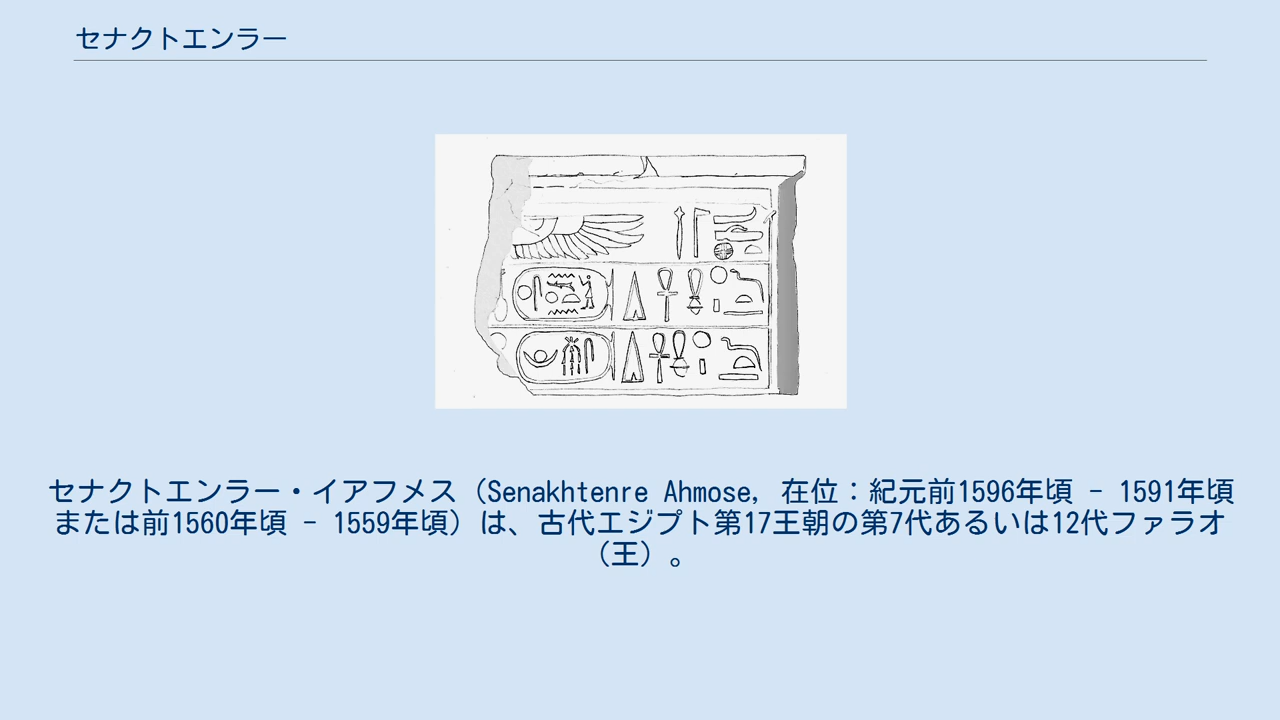 セナクトエンラー
セナクトエンラー・イアフメス（Senakhtenre Ahmose, 在位：紀元前1596年頃 - 1591年頃
または前1560年頃 - 1559年頃）は、古代エジプト第17王朝の第7代あるいは12代ファラオ
（王）。